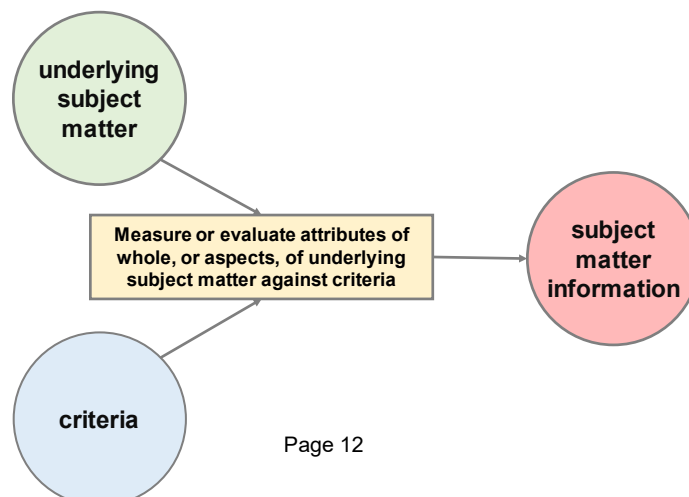 underlying
subject
matter
Measure or evaluate attributes of
whole, or aspects, of underlying
subject matter against criteria
subject
matter
information
criteria
Page 12